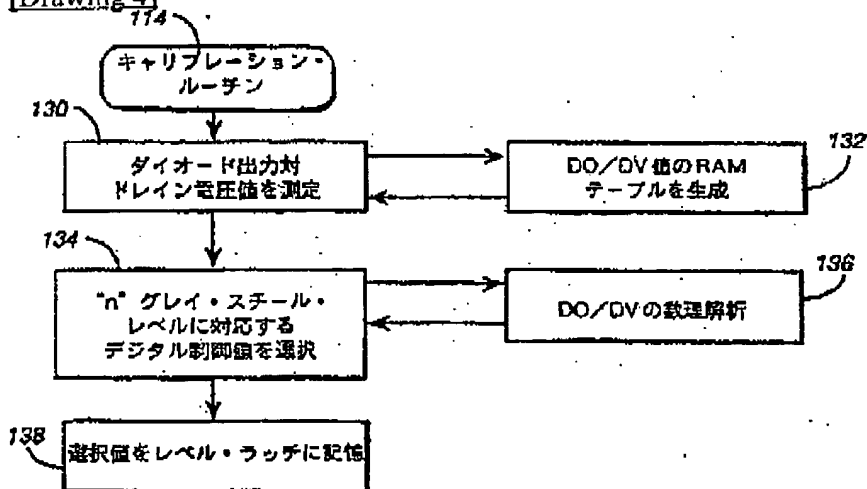 [Drawing 4]
114
キャリブレーション・
ルーチン
130
ダイオード出力対
ドレイン電圧値を測定
132
DO/DV値のRAM
テーブルを生成
134
"n" グレイ・スチール・
レベルに対応する
デジタル制御値を選択
136
DO/DVの数理解析
138
選択値をレベル・ラッチに記憶